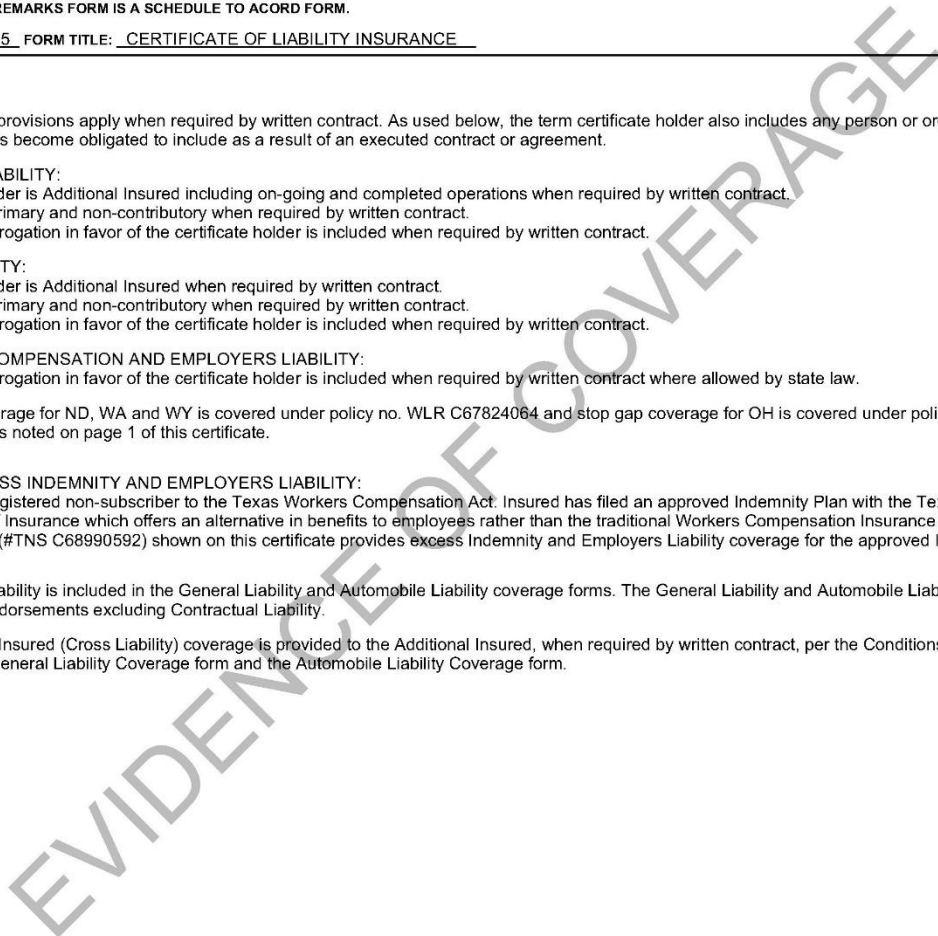 REMARKS FORM IS A SCHEDULE TO ACORD FORM.
5 FORM TITLE: CERTIFICATE OF LIABILITY INSURANCE
provisions apply when required by written contract. As used below, the term certificate holder also includes any person or or
s become obligated to include as a result of an executed contract or agreement.
ABILITY:
der is Additional Insured including on-going and completed operations when required by written contract.
rimary and non-contributory when required by written contract.
rogation in favor of the certificate holder is included when required by written contract.
TY:
der is Additional Insured when required by written contract.
rimary and non-contributory when required by written contract.
rogation in favor of the certificate holder is included when required by written contract.
OMPENSATION AND EMPLOYERS LIABILITY:
rogation in favor of the certificate holder is included when required by written contract where allowed by state law.
rage for ND, WA and WY is covered under policy no. WLR C67824064 and stop gap coverage for OH is covered under poli
s noted on page 1 of this certificate.
SS INDEMNITY AND EMPLOYERS LIABILITY:
gistered non-subscriber to the Texas Workers Compensation Act. Insured has filed an approved Indemnity Plan with the Te
f Insurance which offers an alternative in benefits to employees rather than the traditional Workers Compensation Insurance
(#TNS C68990592) shown on this certificate provides excess Indemnity and Employers Liability coverage for the approved I
ability is included in the General Liability and Automobile Liability coverage forms. The General Liability and Automobile Liab
dorsements excluding Contractual Liability.
Insured (Cross Liability) coverage is provided to the Additional Insured, when required by written contract, per the Conditions
eneral Liability Coverage form and the Automobile Liability Coverage form.
EVIDENCE OF COVERAGE